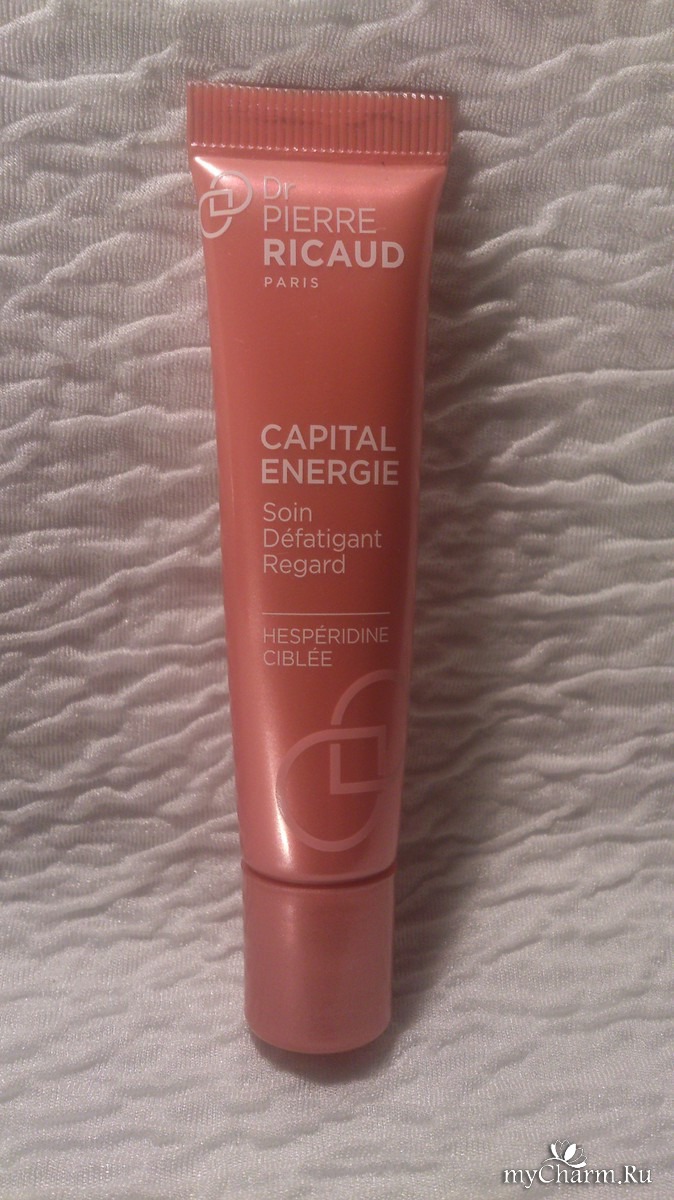 Dr
PIERRE
RICAUD
PARIS
CAPITAL
ENERGIE
Soin
Défatigant
Regard
HESPÉRIDINE
CIBLÉE
myCharm.Ru